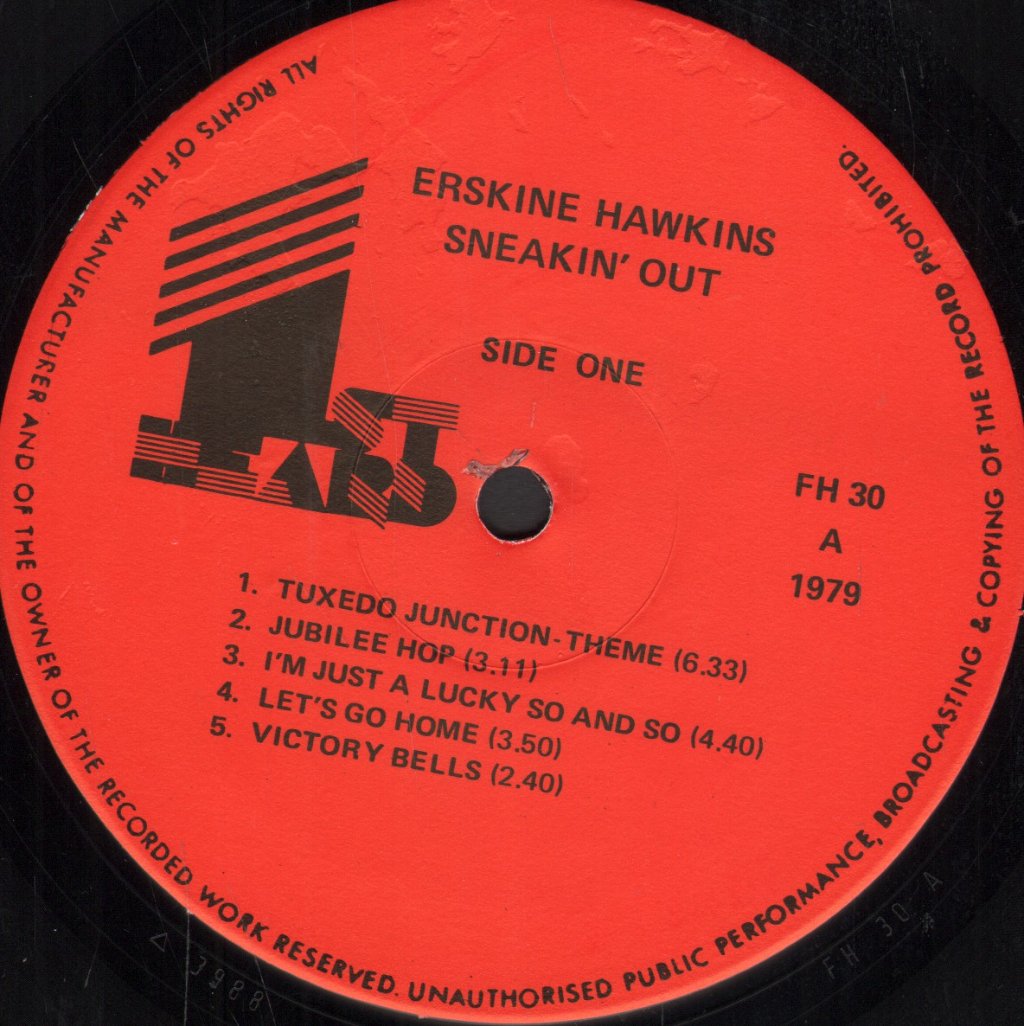 ERSKINE HAWKINS
SNEAKIN' OUT
SIDE ONE
1ST
HEARD
FH 30
A
1979
1. TUXEDO JUNCTION-THEME (6.33)
2. JUBILEE HOP (3.11)
3. I'M JUST A LUCKY SO AND SO (4.40)
4. LET'S GO HOME (3.50)
5. VICTORY BELLS (2.40)
ALL RIGHTS OF THE MANUFACTURER AND OF THE OWNER OF THE RECORDED WORK RESERVED. UNAUTHORISED PUBLIC PERFORMANCE, BROADCASTING & COPYING OF THE RECORD PROHIBITED.
△ 3988
FH 30 A